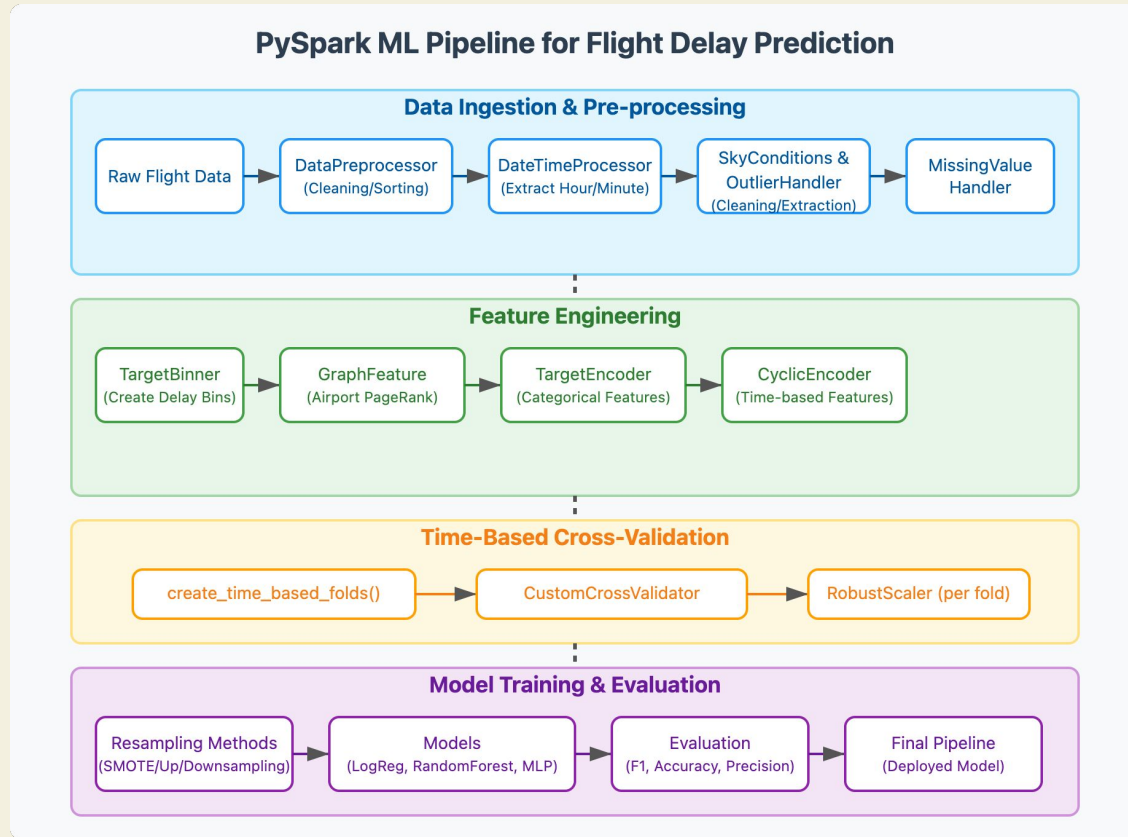 PySpark ML Pipeline for Flight Delay Prediction
Data Ingestion & Pre-processing
Raw Flight Data
DataPreprocessor
(Cleaning/Sorting)
DateTimeProcessor
(Extract Hour/Minute)
SkyConditions &
OutlierHandler
(Cleaning/Extraction)
MissingValue
Handler
Feature Engineering
TargetBinner
(Create Delay Bins)
GraphFeature
(Airport PageRank)
TargetEncoder
(Categorical Features)
CyclicEncoder
(Time-based Features)
Time-Based Cross-Validation
create_time_based_folds()
CustomCrossValidator
RobustScaler (per fold)
Model Training & Evaluation
Resampling Methods
(SMOTE/Up/Downsampling)
Models
(LogReg, RandomForest, MLP)
Evaluation
(F1, Accuracy, Precision)
Final Pipeline
(Deployed Model)